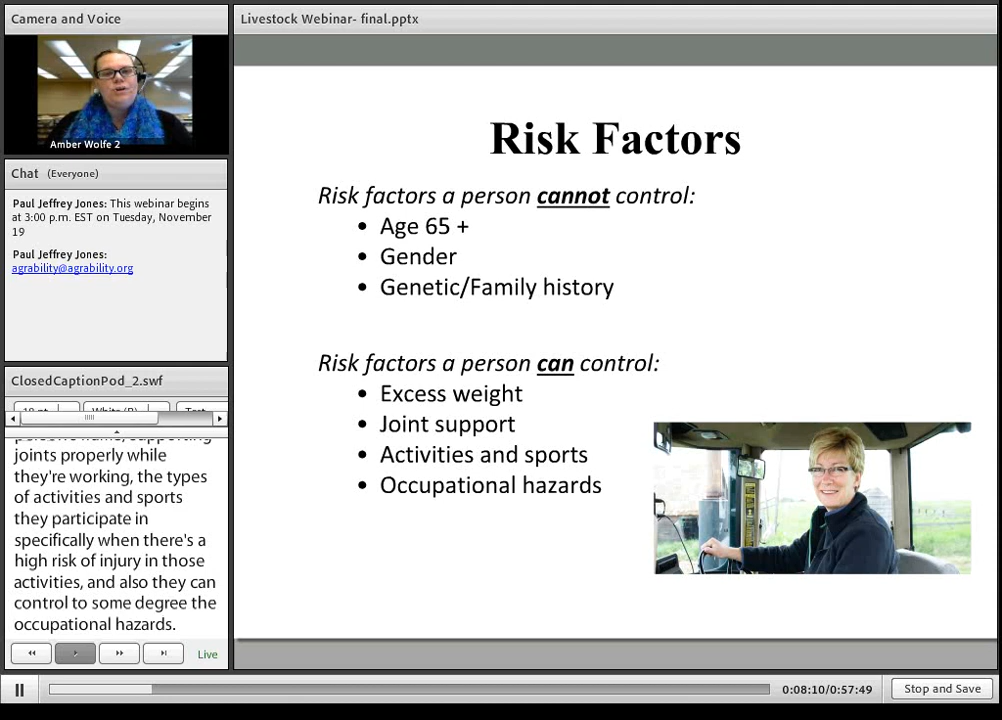 Camera and Voice
Amber Wolfe 2
Chat (Everyone)
Paul Jeffrey Jones: This webinar begins
at 3:00 p.m. EST on Tuesday, November
19
Paul Jeffrey Jones:
agrability@agrability.org
ClosedCaptionPod_2.swf
supporting
joints properly while
they're working, the types
of activities and sports
they participate in
specifically when there's a
high risk of injury in those
activities, and also they can
control to some degree the
occupational hazards.
Live
Livestock Webinar- final.pptx
Risk Factors
Risk factors a person cannot control:
• Age 65 +
• Gender
• Genetic/Family history
Risk factors a person can control:
• Excess weight
• Joint support
• Activities and sports
• Occupational hazards
0:08:10/0:57:49
Stop and Save